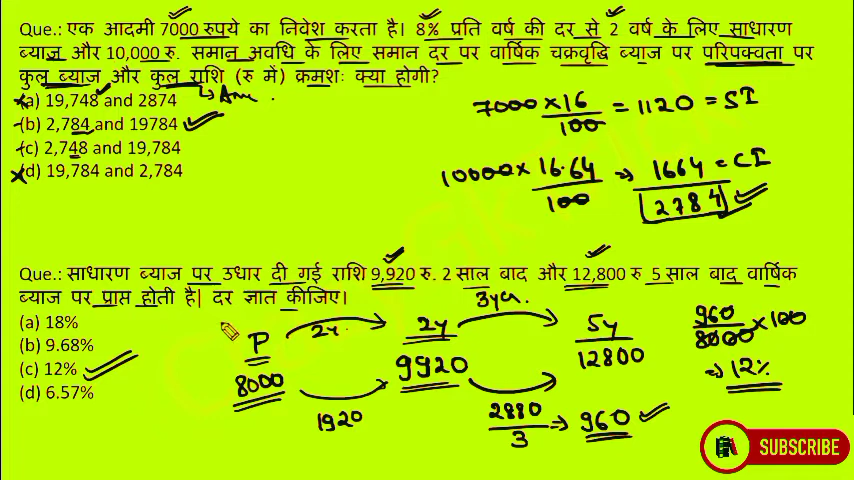 Que.: एक आदमी 7000 रुपये का निवेश करता है। 8% प्रति वर्ष की दर से 2 वर्ष के लिए साधारण
ब्याज और 10,000 रु. समान अवधि के लिए समान दर पर वार्षिक चक्रवृद्धि ब्याज पर परिपक्वता पर
कुल ब्याज और कुल राशि (रु में) क्रमशः क्या होगी?
(a) 19,748 and 2874
(b) 2,784 and 19784
(c) 2,748 and 19,784
(d) 19,784 and 2,784
7000 × 16/100 = 1120 = SI
10000 × 16.64/100 ⇒ 1664 = CI
2784
Que.: साधारण ब्याज पर उधार दी गई राशि 9,920 रु. 2 साल बाद और 12,800 रु 5 साल बाद वार्षिक
ब्याज पर प्राप्त होती है| दर ज्ञात कीजिए।
(a) 18%
(b) 9.68%
(c) 12%
(d) 6.57%
P 2y. 2y 3yr. 5y
8000 9920 12800
1920 2880/3 → 960
960/8000 × 100
⇒ 12%
SUBSCRIBE